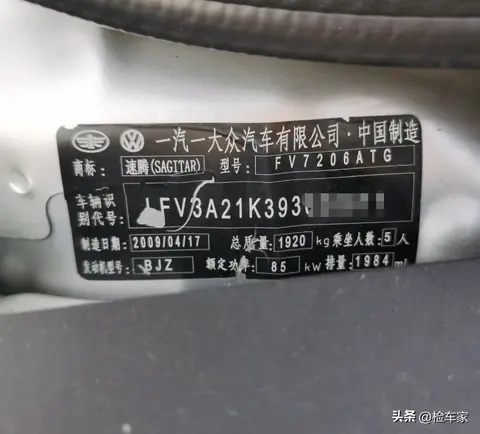 一汽一大众汽车有限公司·中国制造
商标: 速腾(SAGITAR) 型号: FV7206ATG
车辆识别代号: LFV3A21K393
制造日期: 2009/04/17 总质量: 1920 kg 乘坐人数: 5 人
发动机型号: BJZ 额定功率: 85 kW 排量: 1984 ml
头条 @检车家